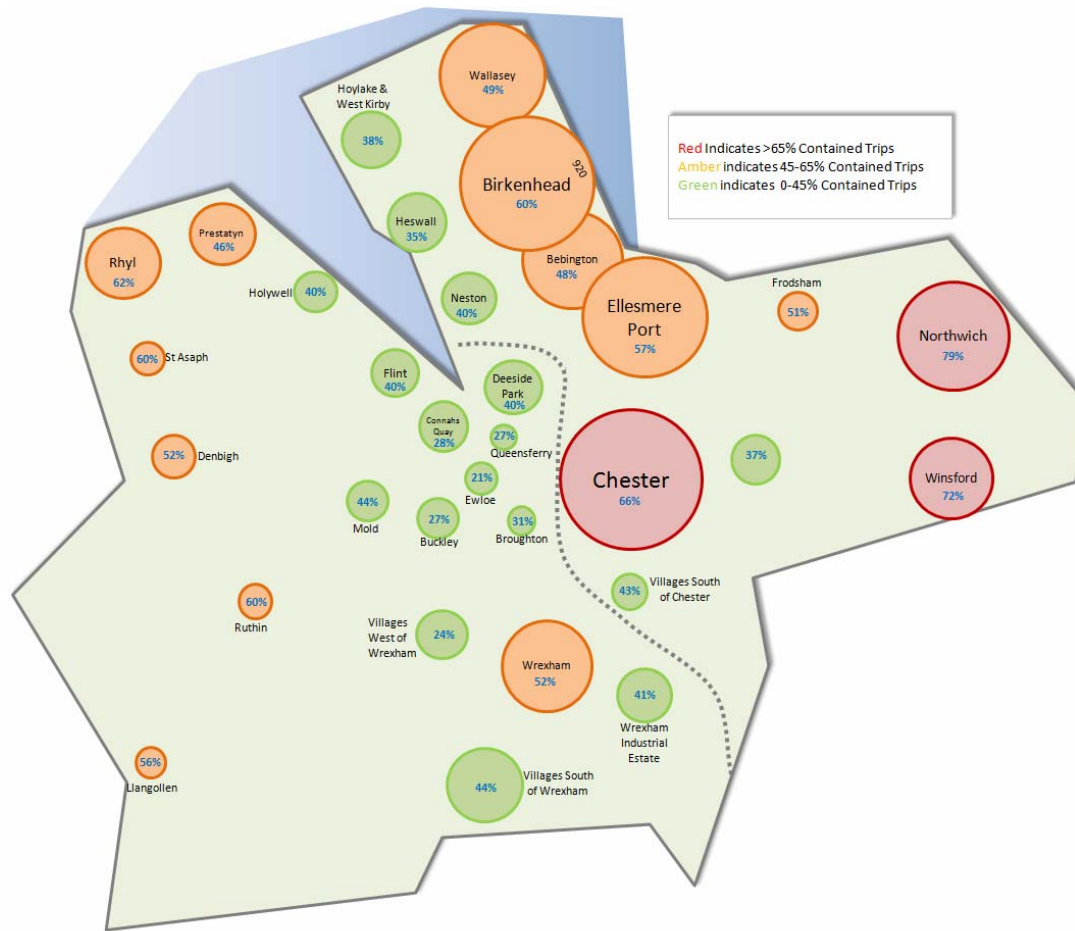 Wallasey
49%
Hoylake &
West Kirby
38%
920
Birkenhead
60%
Red Indicates >65% Contained Trips
Amber indicates 45-65% Contained Trips
Green indicates 0-45% Contained Trips
Heswall
35%
Prestatyn
46%
Rhyl
62%
Bebington
48%
Holywell
40%
Neston
40%
Ellesmere
Port
57%
Frodsham
51%
Northwich
79%
60%
St Asaph
Flint
40%
Deeside
Park
40%
Connahs
Quay
28%
27%
Queensferry
52%
Denbigh
21%
Ewloe
Chester
66%
37%
Winsford
72%
44%
Mold
27%
Buckley
31%
Broughton
43%
Villages South
of Chester
60%
Ruthin
Villages
West of
Wrexham
24%
Wrexham
52%
41%
Wrexham
Industrial
Estate
56%
Llangollen
44%
Villages South
of Wrexham